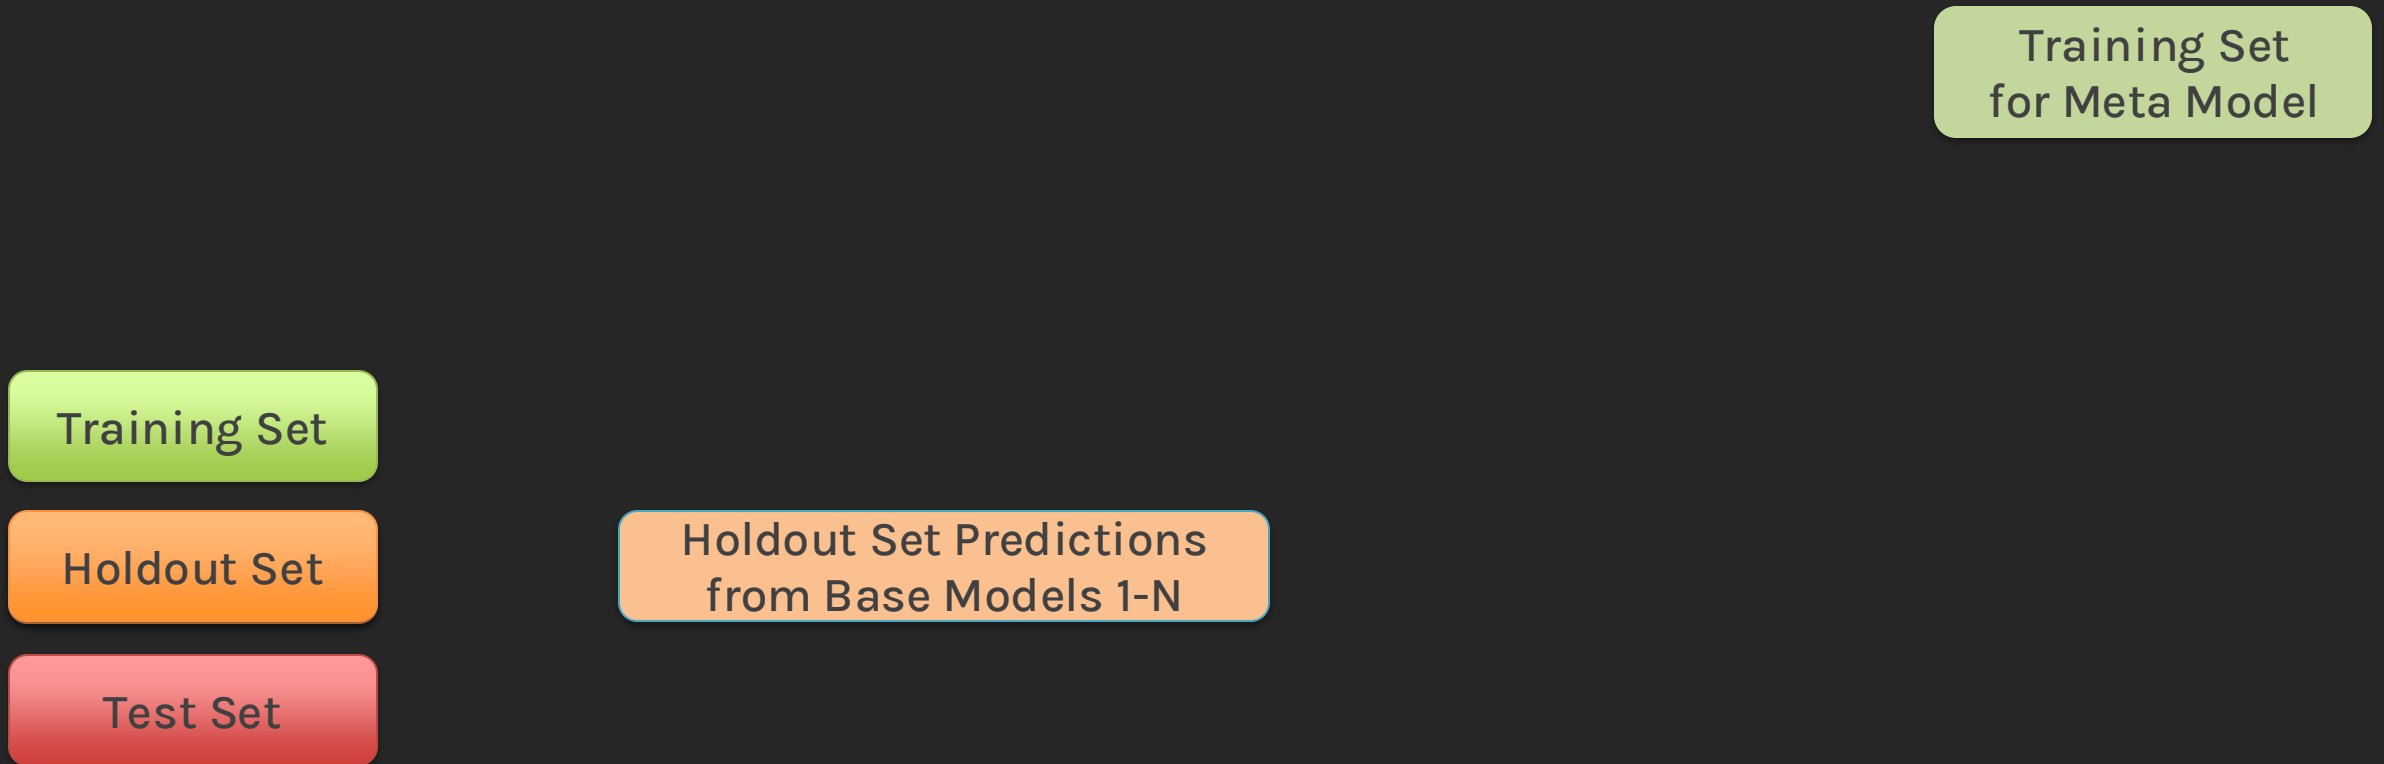 Training Set
for Meta Model
Training Set
Holdout Set
Holdout Set Predictions
from Base Models 1-N
Test Set